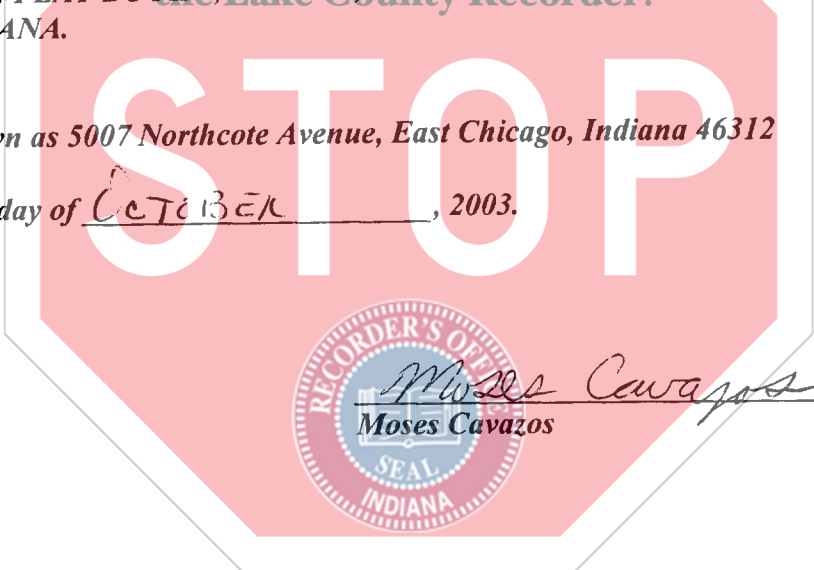 the Lake County Recorder!
ANA.
STOP
as 5007 Northcote Avenue, East Chicago, Indiana 46312
day of OCTOBER, 2003.
RECORDER'S OFFICE
Moses Cavazos
Moses Cavazos
SEAL
INDIANA